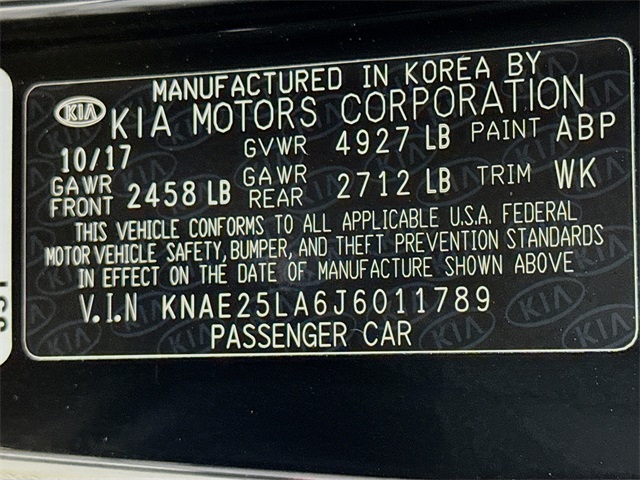 MANUFACTURED IN KOREA BY
KIA KIA MOTORS CORPORATION
10/17 GVWR 4927 LB PAINT ABP
GAWR FRONT 2458 LB GAWR REAR 2712 LB TRIM WK
THIS VEHICLE CONFORMS TO ALL APPLICABLE U.S.A. FEDERAL
MOTOR VEHICLE SAFETY, BUMPER, AND THEFT PREVENTION STANDARDS
IN EFFECT ON THE DATE OF MANUFACTURE SHOWN ABOVE
V.I.N KNAE25LA6J6011789
PASSENGER CAR